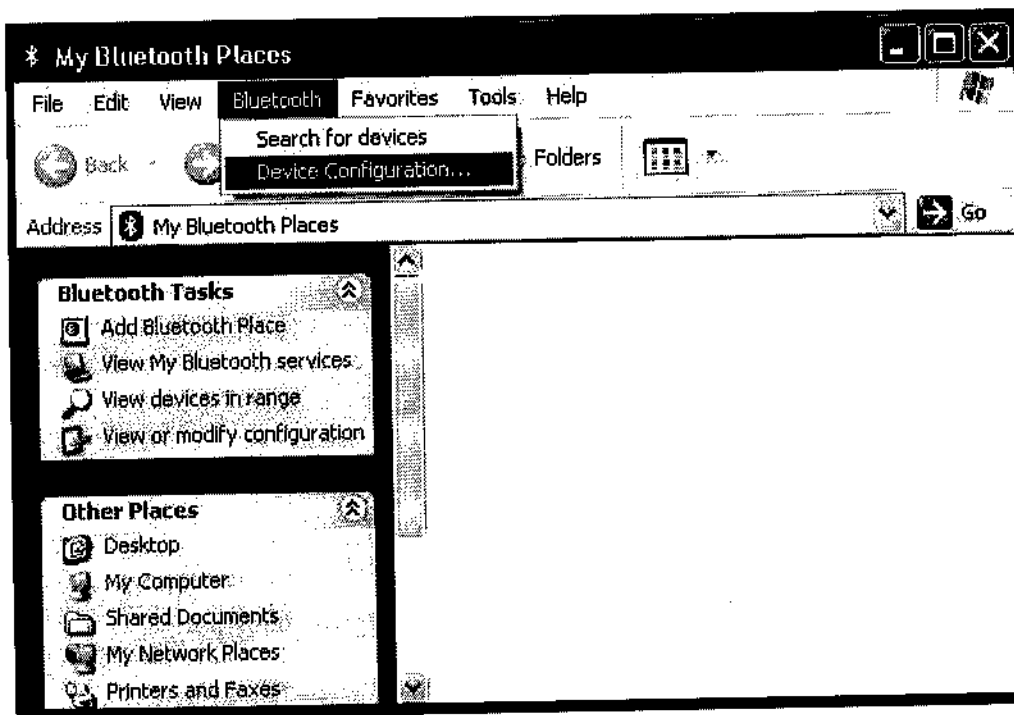 My Bluetooth Places
File Edit View Bluetooth Favorites Tools Help
Search for devices
Device Configuration...
Back
Folders
Address My Bluetooth Places Go
Bluetooth Tasks
Add Bluetooth Place
View My Bluetooth services
View devices in range
View or modify configuration
Other Places
Desktop
My Computer
Shared Documents
My Network Places
Printers and Faxes